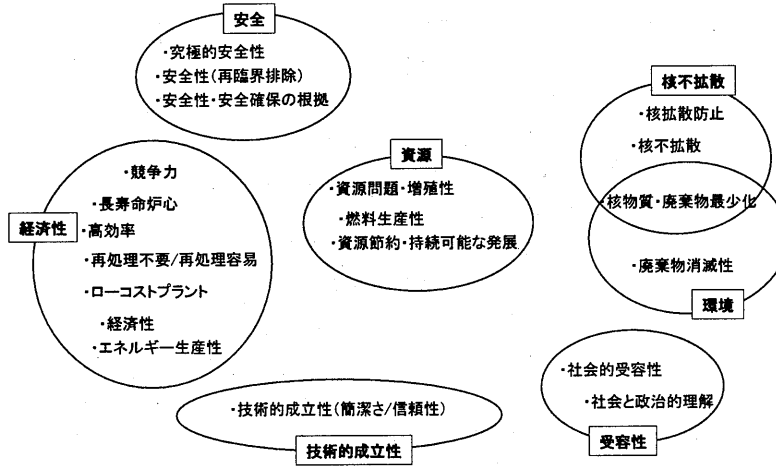 安全
・究極的安全性
・安全性(再臨界排除)
・安全性・安全確保の根拠
核不拡散
・核拡散防止
・核不拡散
・核物質・廃棄物最少化
・廃棄物消滅性
環境
資源
・資源問題・増殖性
・燃料生産性
・資源節約・持続可能な発展
経済性
・競争力
・長寿命炉心
・高効率
・再処理不要/再処理容易
・ローコストプラント
・経済性
・エネルギー生産性
・技術的成立性(簡潔さ/信頼性)
技術的成立性
・社会的受容性
・社会と政治的理解
受容性